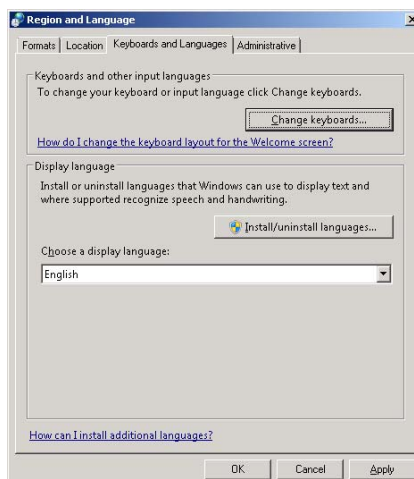 Region and Language
Formats Location Keyboards and Languages Administrative
Keyboards and other input languages
To change your keyboard or input language click Change keyboards.
Change keyboards...
How do I change the keyboard layout for the Welcome screen?
Display language
Install or uninstall languages that Windows can use to display text and
where supported recognize speech and handwriting.
Install/uninstall languages...
Choose a display language:
English
How can I install additional languages?
OK Cancel Apply